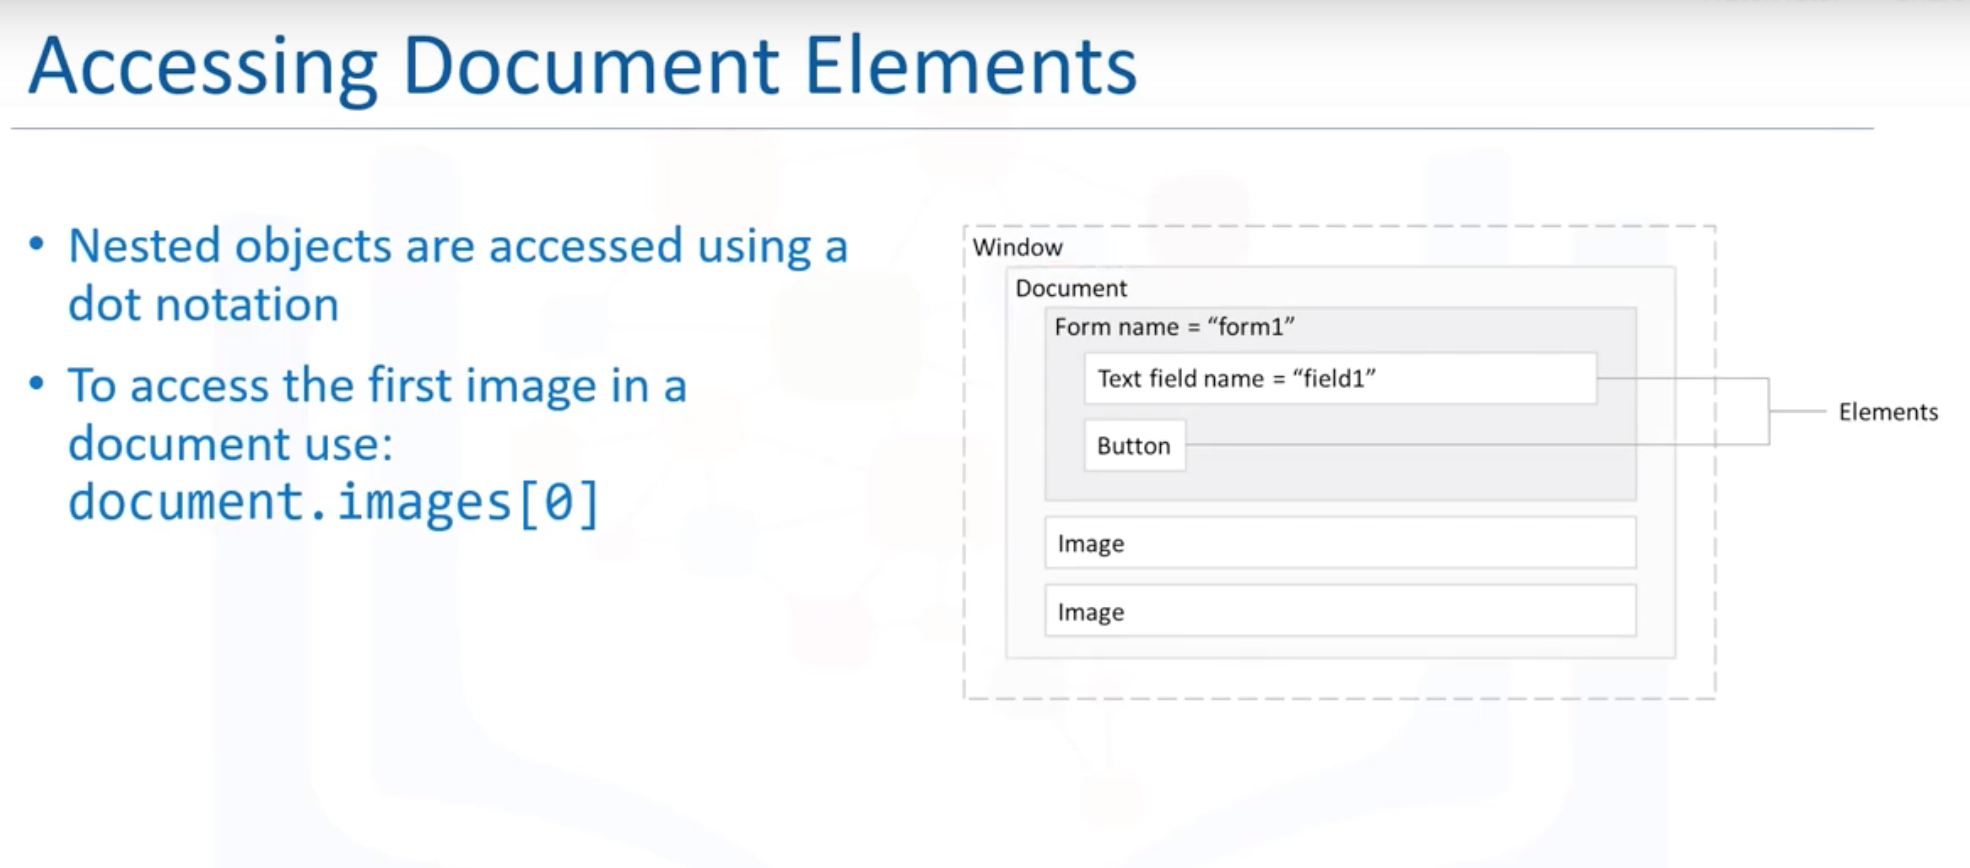 Accessing Document Elements
• Nested objects are accessed using a
dot notation
• To access the first image in a
document use:
document.images[0]
Window
Document
Form name = “form1”
Text field name = “field1”
Button
Image
Image
Elements